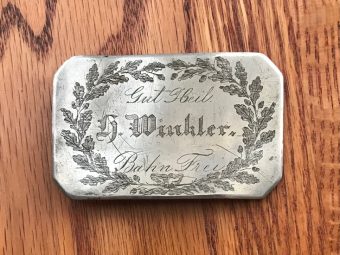 Gut Heil.
H. Winkler.
Bahn Frei